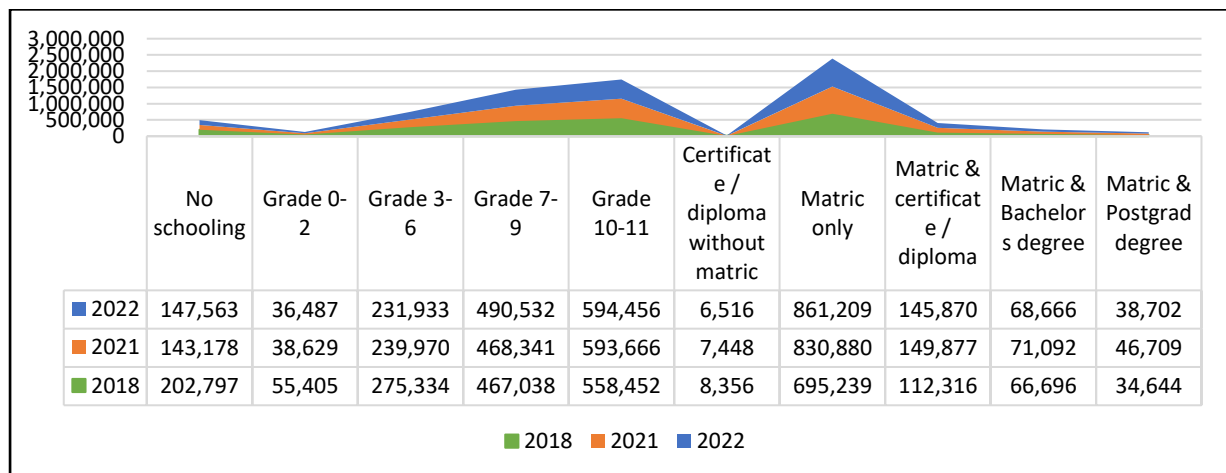 3,000,000
2,500,000
2,000,000
1,500,000
1,000,000
500,000
0
No
schooling
Grade 0-
2
Grade 3-
6
Grade 7-
9
Grade
10-11
Certificat
e /
diploma
without
matric
Matric
only
Matric &
certificat
e /
diploma
Matric &
Bachelor
s degree
Matric &
Postgrad
degree
2022 147,563 36,487 231,933 490,532 594,456 6,516 861,209 145,870 68,666 38,702
2021 143,178 38,629 239,970 468,341 593,666 7,448 830,880 149,877 71,092 46,709
2018 202,797 55,405 275,334 467,038 558,452 8,356 695,239 112,316 66,696 34,644
2018 2021 2022